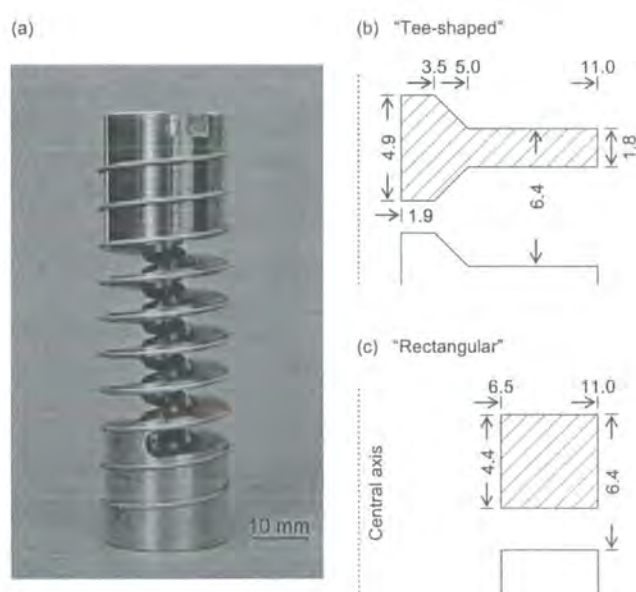 (a)
10 mm
(b) "Tee-shaped"
3.5 5.0 11.0
4.9
1.8
1.9
6.4
(c) "Rectangular"
6.5 11.0
4.4
6.4
Central axis